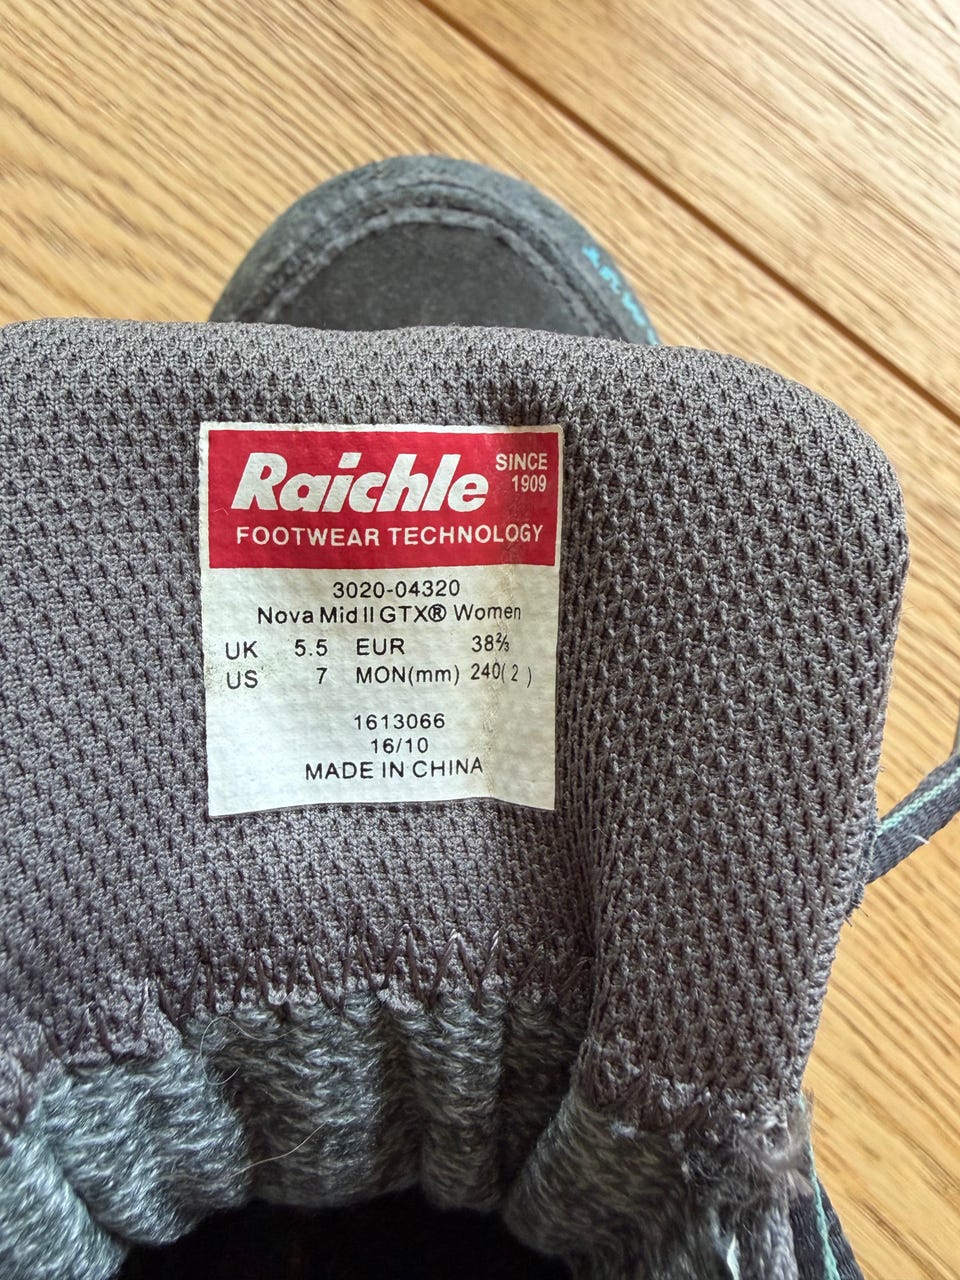 Raichle SINCE 1909
FOOTWEAR TECHNOLOGY
3020-04320
Nova Mid II GTX® Women
UK 5.5 EUR 38⅔
US 7 MON(mm) 240( 2 )
1613066
16/10
MADE IN CHINA